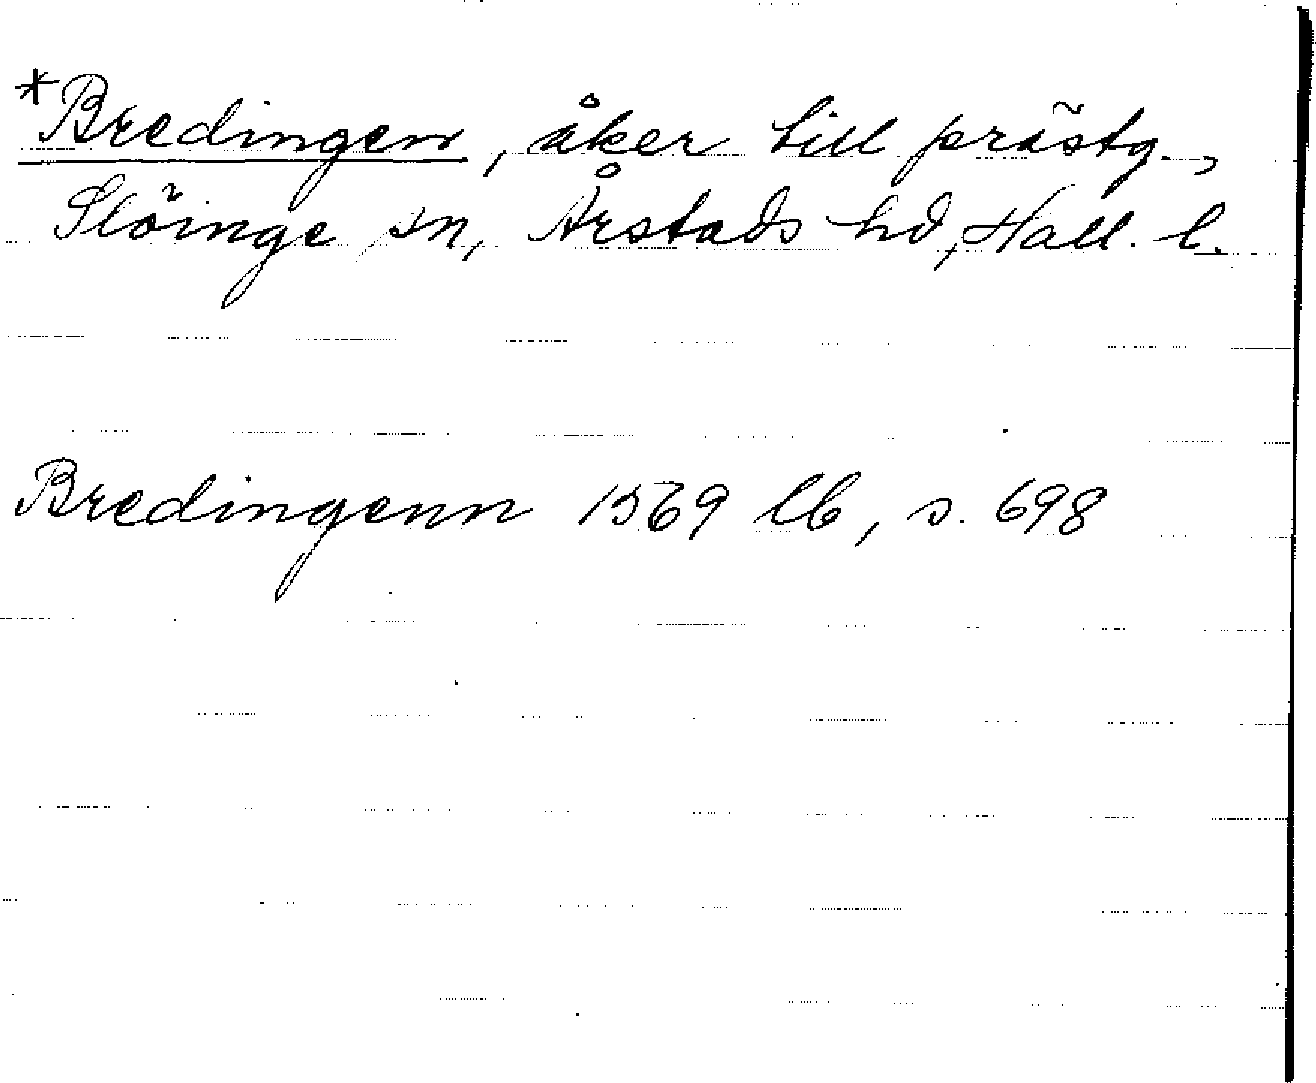 *Bredingen, åker till prästg.,
Slöinge sn, Årstads hd, Hall. l.
Bredingenn 1569 lb, s. 698